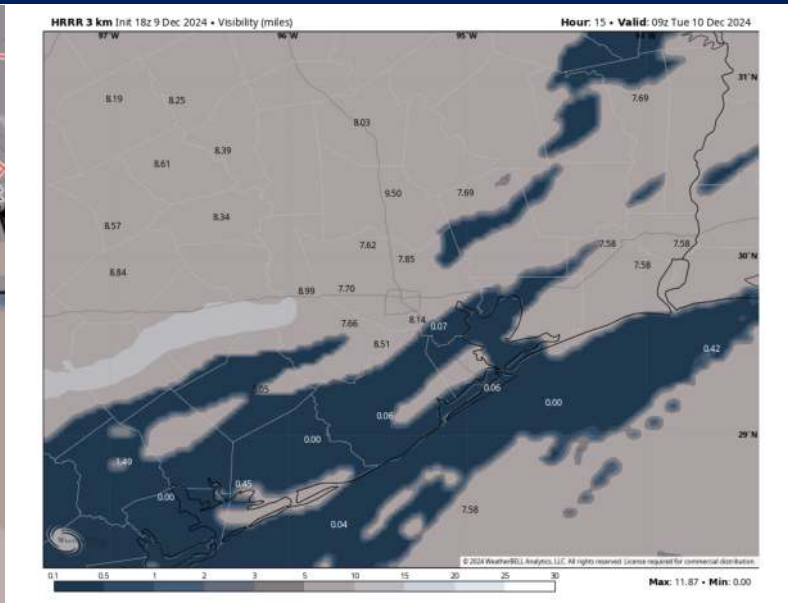 HRRR 3 km Init 18z 9 Dec 2024 • Visibility (miles)
Hour: 15 • Valid: 09z Tue 10 Dec 2024
97°W 96°W 95°W
31°N
8.19 8.25 7.69
8.03
8.39
8.61
9.50 7.69
8.34
8.57
7.62 7.58 7.58
30°N
7.85 7.58
8.84
8.99 7.70
7.66 8.14 0.07
8.51 0.42
0.06
0.06 0.00
0.00 29°N
1.49
0.45
0.00
7.58
0.04
© 2024 WeatherBELL Analytics, LLC. All rights reserved. License required for commercial distribution.
0.1 0.5 1 2 3 5 10 15 20 25 30
Max: 11.87 • Min: 0.00